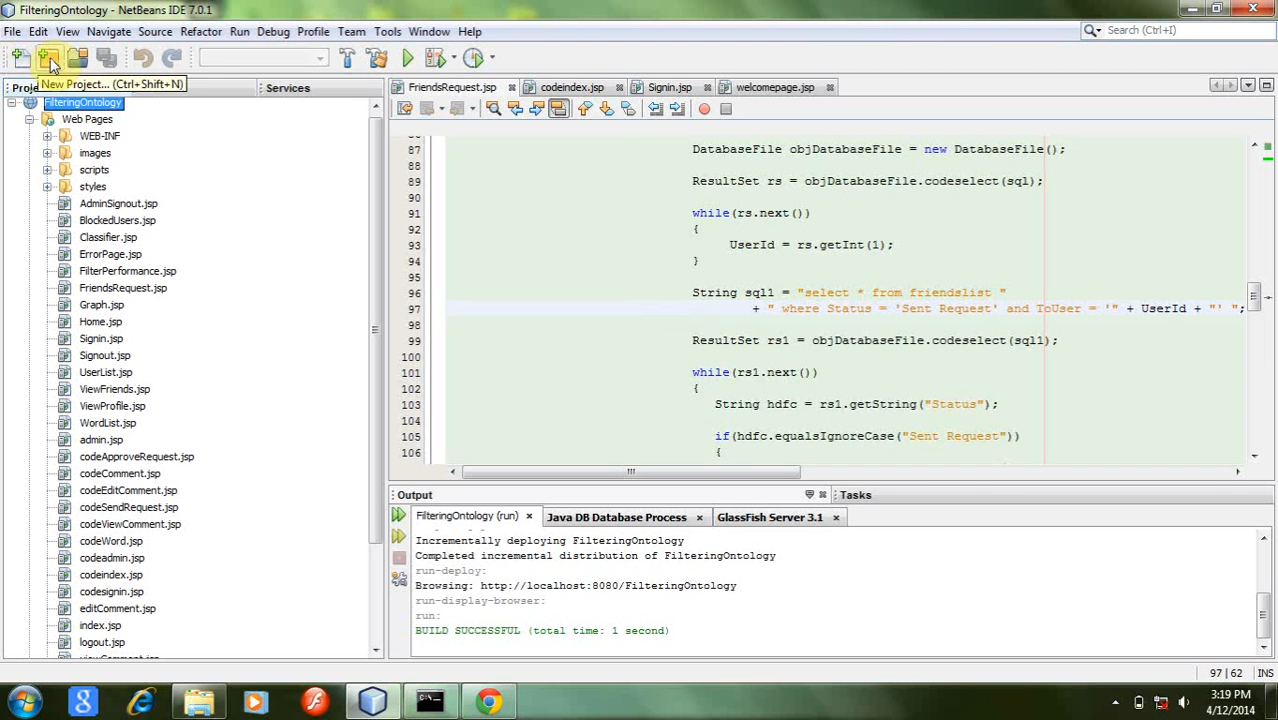 FilteringOntology - NetBeans IDE 7.0.1
File Edit View Navigate Source Refactor Run Debug Profile Team Tools Window Help
Search (Ctrl+I)
New Project... (Ctrl+Shift+N)
Proje
Services
FilteringOntology
Web Pages
WEB-INF
images
scripts
styles
AdminSignout.jsp
BlockedUsers.jsp
Classifier.jsp
ErrorPage.jsp
FilterPerformance.jsp
FriendsRequest.jsp
Graph.jsp
Home.jsp
Signin.jsp
Signout.jsp
UserList.jsp
ViewFriends.jsp
ViewProfile.jsp
WordList.jsp
admin.jsp
codeApproveRequest.jsp
codeComment.jsp
codeEditComment.jsp
codeSendRequest.jsp
codeViewComment.jsp
codeWord.jsp
codeadmin.jsp
codeindex.jsp
codesignin.jsp
editComment.jsp
index.jsp
logout.jsp
FriendsRequest.jsp codeindex.jsp Signin.jsp welcomepage.jsp
87 DatabaseFile objDatabaseFile = new DatabaseFile();
88
89 ResultSet rs = objDatabaseFile.codeselect(sql);
90
91 while(rs.next())
92 {
93 UserId = rs.getInt(1);
94 }
95
96 String sql1 = "select * from friendslist "
97 + " where Status = 'Sent Request' and ToUser = '" + UserId + "' ";
98
99 ResultSet rs1 = objDatabaseFile.codeselect(sql1);
100
101 while(rs1.next())
102 {
103 String hdfc = rs1.getString("Status");
104
105 if(hdfc.equalsIgnoreCase("Sent Request"))
106 {
Output Tasks
FilteringOntology (run) Java DB Database Process GlassFish Server 3.1
Incrementally deploying FilteringOntology
Completed incremental distribution of FilteringOntology
run-deploy:
Browsing: http://localhost:8080/FilteringOntology
run-display-browser:
run:
BUILD SUCCESSFUL (total time: 1 second)
97 | 62 INS
3:19 PM
4/12/2014